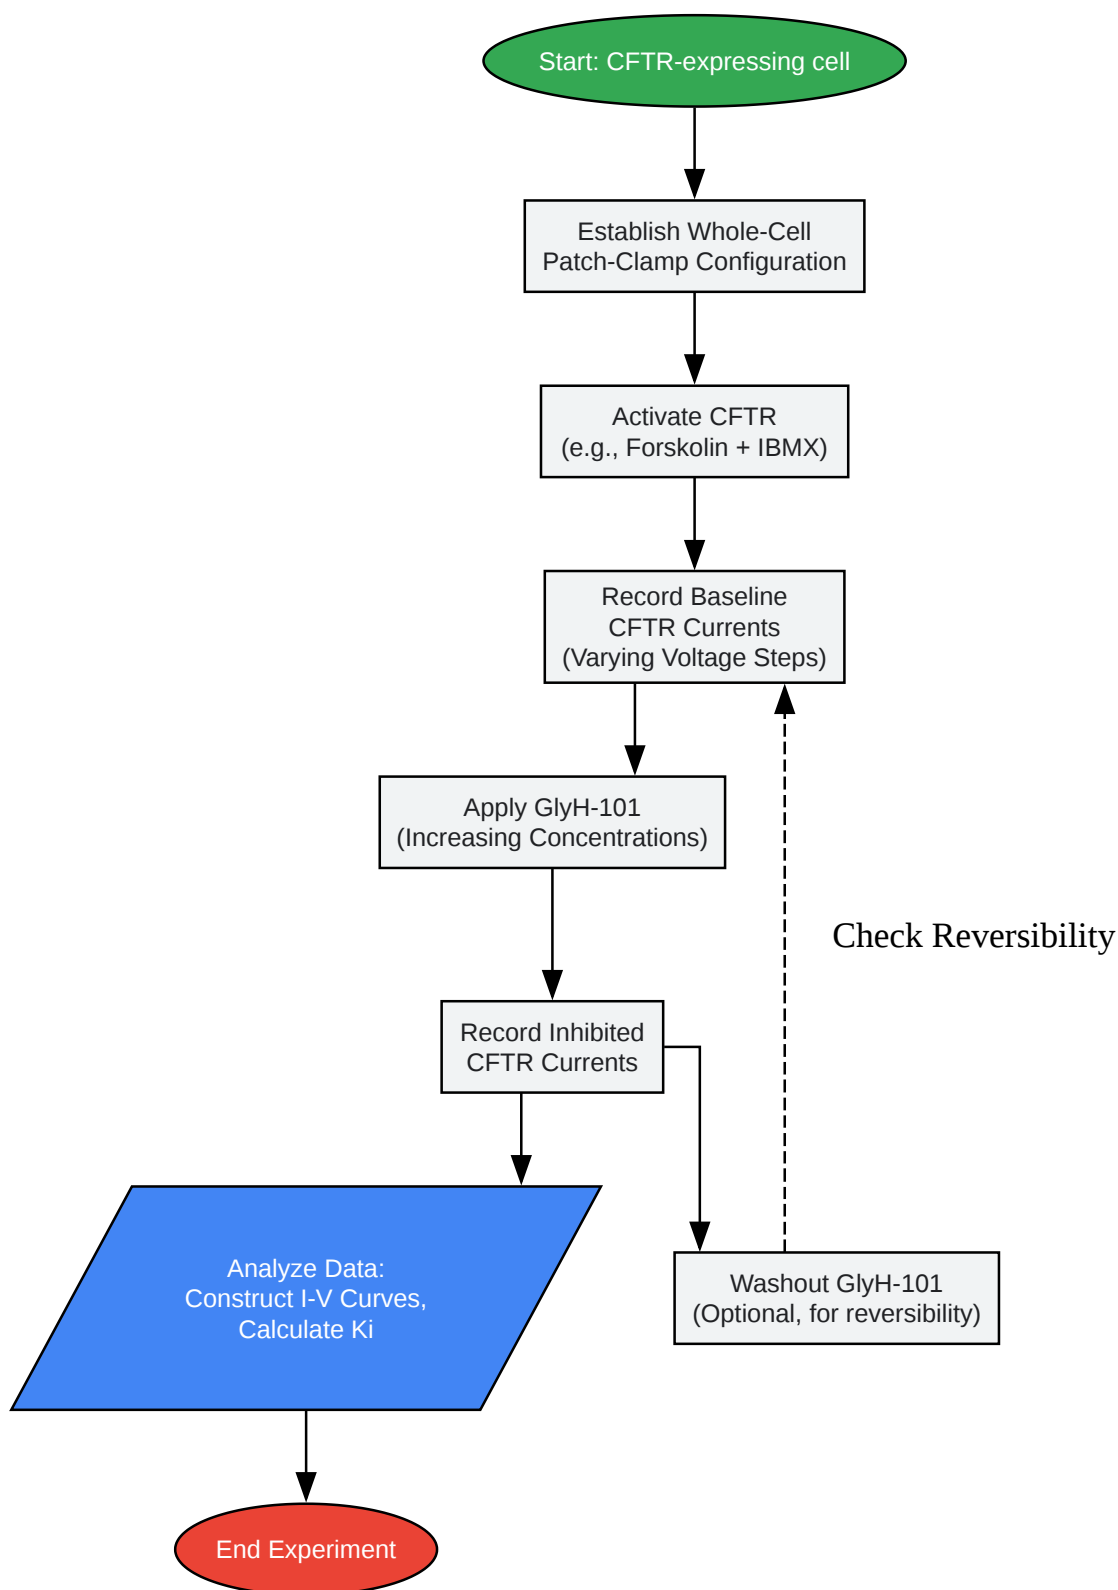 Start: CFTR-expressing cell
Establish Whole-Cell
Patch-Clamp Configuration
Activate CFTR
(e.g., Forskolin + IBMX)
Record Baseline
CFTR Currents
(Varying Voltage Steps)
Apply GlyH-101
(Increasing Concentrations)
Check Reversibility
Record Inhibited
CFTR Currents
Analyze Data:
Construct I-V Curves,
Calculate Ki
Washout GlyH-101
(Optional, for reversibility)
End Experiment